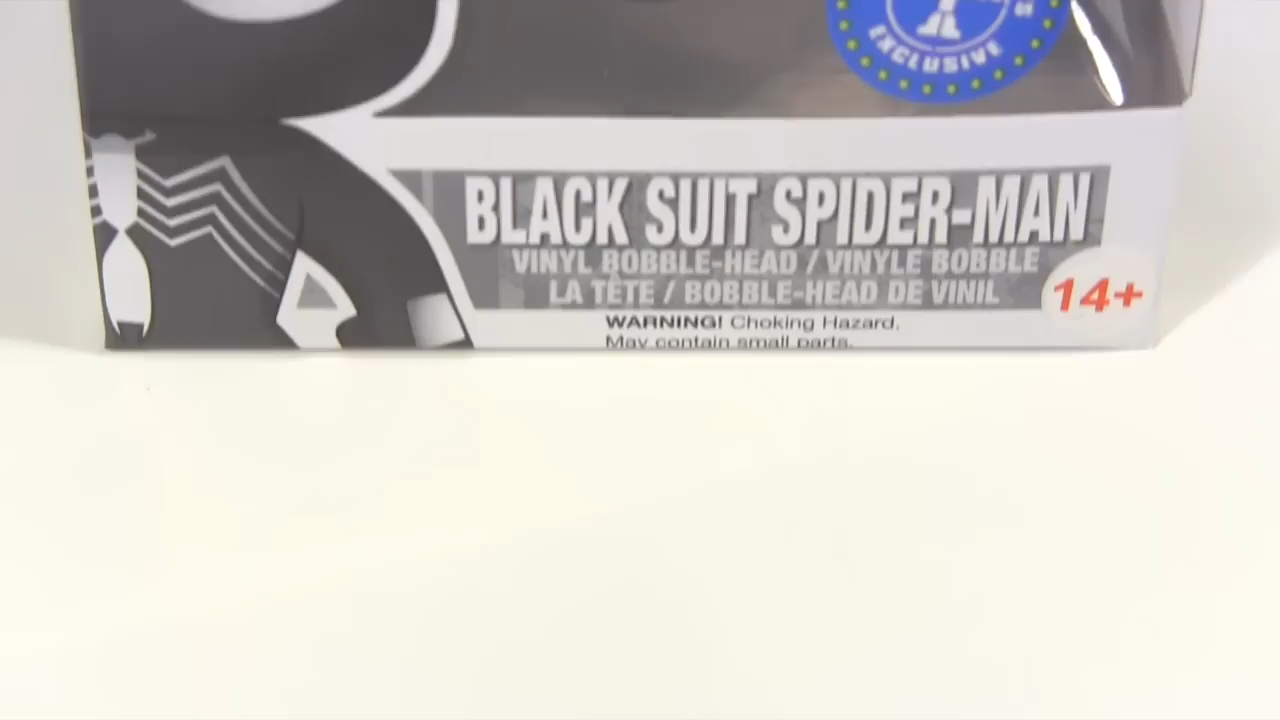 EXCLUSIVE
BLACK SUIT SPIDER-MAN
VINYL BOBBLE-HEAD / VINYLE BOBBLE
LA TÊTE / BOBBLE-HEAD DE VINIL
14+
WARNING! Choking Hazard.
May contain small parts.